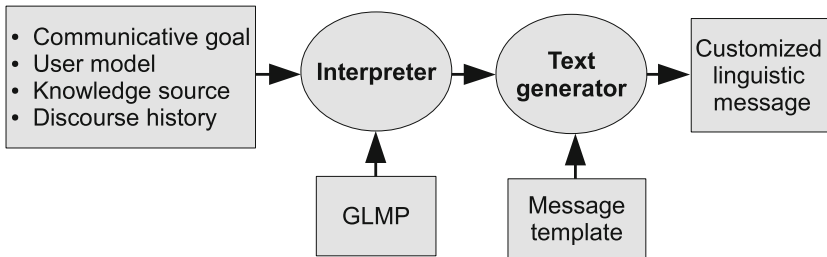 • Communicative goal
• User model
• Knowledge source
• Discourse history
Interpreter
Text
generator
Customized
linguistic
message
GLMP
Message
template